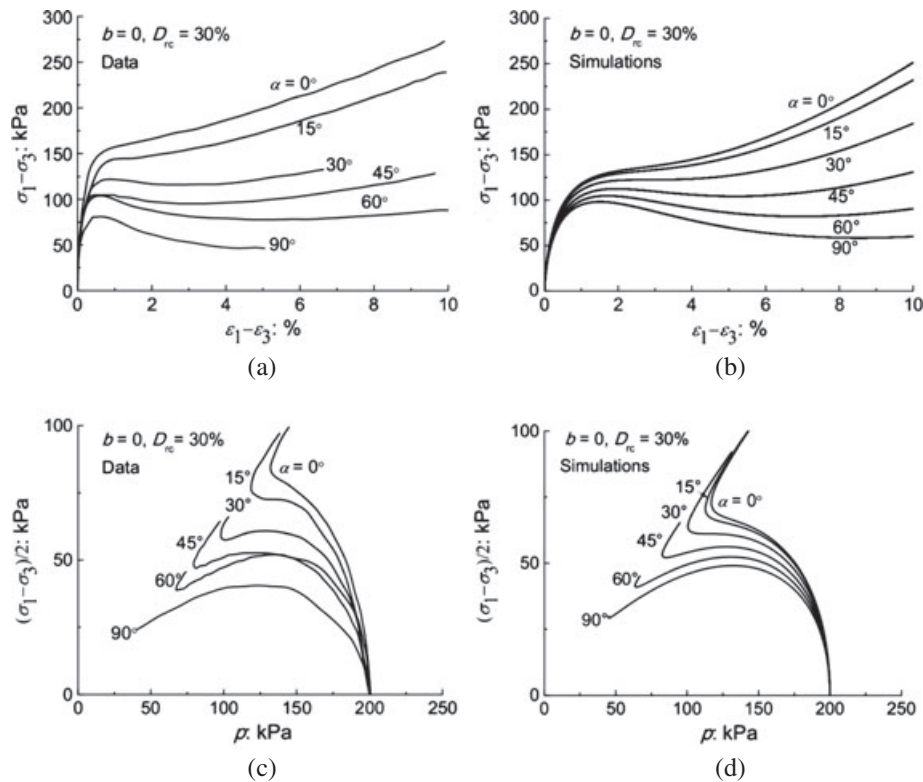 300
250
200
150
100
50
0
σ₁–σ₃: kPa
b = 0, D_rc = 30%
Data
α = 0°
15°
30°
45°
60°
90°
0 2 4 6 8 10
ε₁–ε₃: %
(a)
300
250
200
150
100
50
0
σ₁–σ₃: kPa
b = 0, D_rc = 30%
Simulations
α = 0°
15°
30°
45°
60°
90°
0 2 4 6 8 10
ε₁–ε₃: %
(b)
100
50
0
(σ₁–σ₃)/2: kPa
b = 0, D_rc = 30%
Data
α = 0°
15°
30°
45°
60°
90°
0 50 100 150 200 250
p: kPa
(c)
100
50
0
(σ₁–σ₃)/2: kPa
b = 0, D_rc = 30%
Simulations
15°
α = 0°
30°
45°
60°
90°
0 50 100 150 200 250
p: kPa
(d)